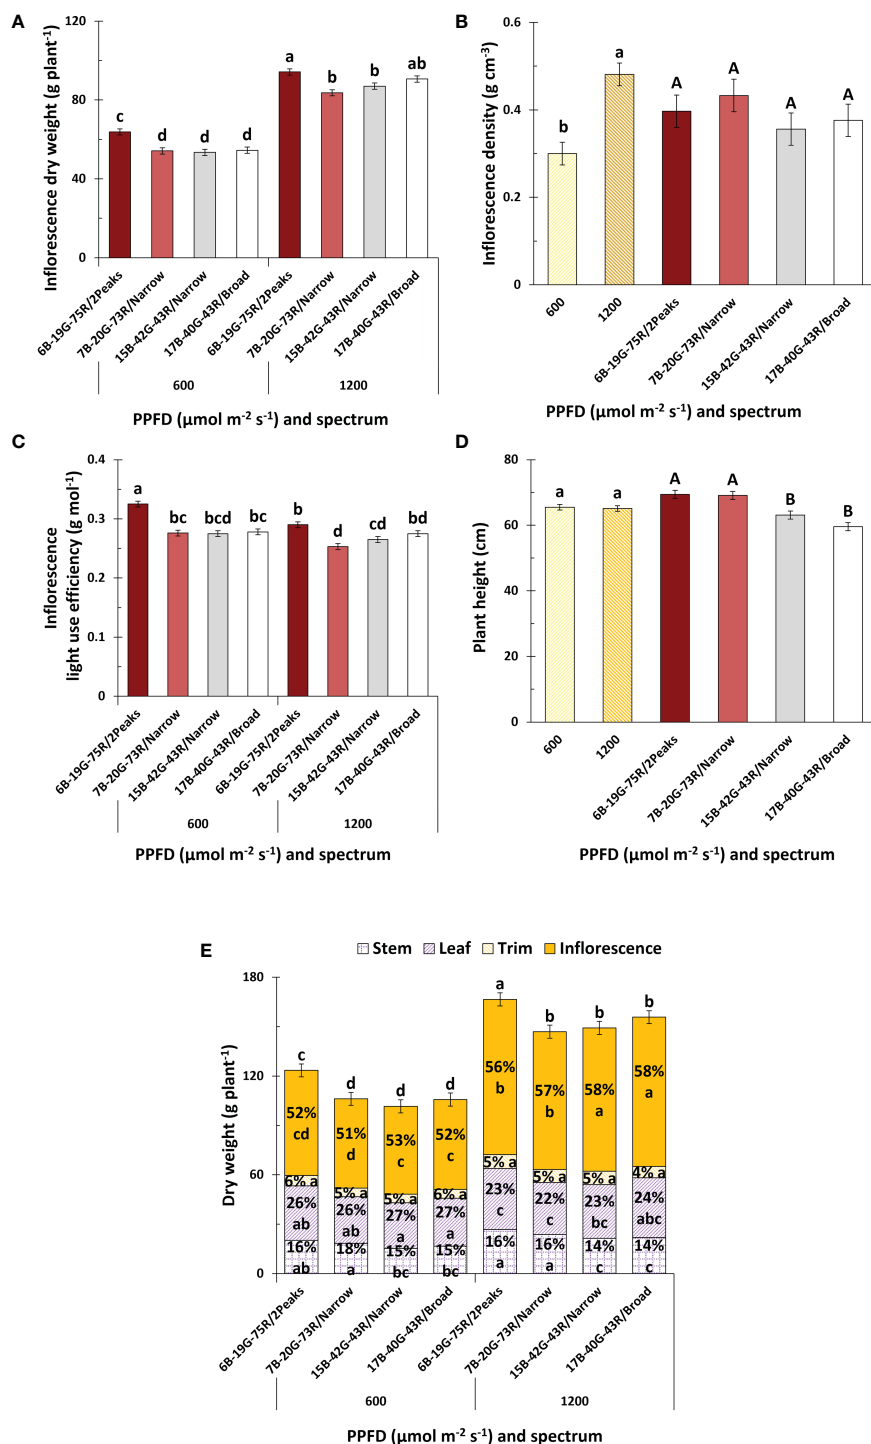 A
Inflorescence dry weight (g plant⁻¹)
120
80
40
0
c
d
d
d
a
b
b
ab
6B-19G-75R/2Peaks
7B-20G-73R/Narrow
15B-42G-43R/Narrow
17B-40G-43R/Broad
6B-19G-75R/2Peaks
7B-20G-73R/Narrow
15B-42G-43R/Narrow
17B-40G-43R/Broad
600
1200
PPFD (µmol m⁻² s⁻¹) and spectrum
B
Inflorescence density (g cm⁻³)
0.6
0.4
0.2
0
b
a
A
A
A
A
600
1200
6B-19G-75R/2Peaks
7B-20G-73R/Narrow
15B-42G-43R/Narrow
17B-40G-43R/Broad
PPFD (µmol m⁻² s⁻¹) and spectrum
C
Inflorescence
light use efficiency (g mol⁻¹)
0.4
0.3
0.2
0.1
0
a
bc
bcd
bc
b
d
cd
bd
6B-19G-75R/2Peaks
7B-20G-73R/Narrow
15B-42G-43R/Narrow
17B-40G-43R/Broad
6B-19G-75R/2Peaks
7B-20G-73R/Narrow
15B-42G-43R/Narrow
17B-40G-43R/Broad
600
1200
PPFD (µmol m⁻² s⁻¹) and spectrum
D
Plant height (cm)
80
60
40
20
0
a
a
A
A
B
B
600
1200
6B-19G-75R/2Peaks
7B-20G-73R/Narrow
15B-42G-43R/Narrow
17B-40G-43R/Broad
PPFD (µmol m⁻² s⁻¹) and spectrum
E
Stem Leaf Trim Inflorescence
Dry weight (g plant⁻¹)
180
120
60
0
c
52%
cd
6% a
26%
ab
16%
ab
d
51%
d
5% a
26%
ab
18%
a
d
53%
c
5% a
27%
a
15%
bc
d
52%
c
6% a
27%
a
15%
bc
a
56%
b
5% a
23%
c
16%
a
b
57%
b
5% a
22%
c
16%
a
b
58%
a
5% a
23%
bc
14%
c
b
58%
a
4% a
24%
abc
14%
c
6B-19G-75R/2Peaks
7B-20G-73R/Narrow
15B-42G-43R/Narrow
17B-40G-43R/Broad
6B-19G-75R/2Peaks
7B-20G-73R/Narrow
15B-42G-43R/Narrow
17B-40G-43R/Broad
600
1200
PPFD (µmol m⁻² s⁻¹) and spectrum